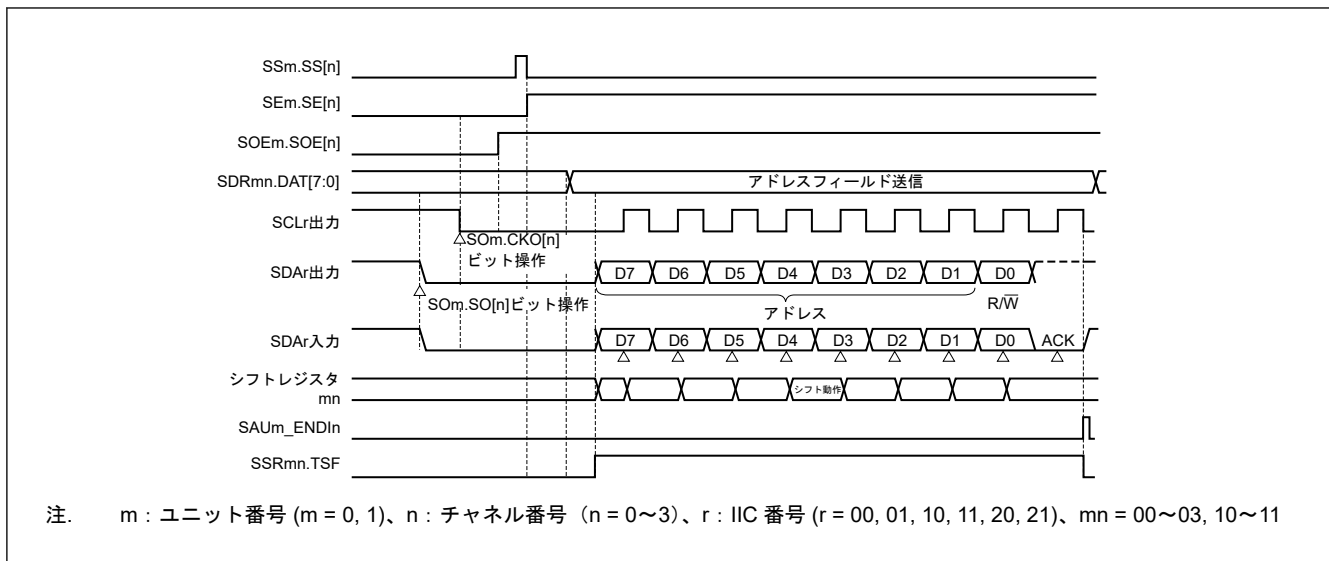 SSm.SS[n]
SEm.SE[n]
SOEm.SOE[n]
SDRmn.DAT[7:0]
アドレスフィールド送信
SCLr出力
SOm.CKO[n]
ビット操作
SDAr出力
D7 D6 D5 D4 D3 D2 D1 D0
SOm.SO[n]ビット操作
アドレス
R/W̅
SDAr入力
D7 D6 D5 D4 D3 D2 D1 D0 ACK
シフトレジスタ
mn
シフト動作
SAUm_ENDIn
SSRmn.TSF
注. m：ユニット番号 (m = 0, 1)、n：チャネル番号（n = 0～3）、r：IIC 番号 (r = 00, 01, 10, 11, 20, 21)、mn = 00～03, 10～11